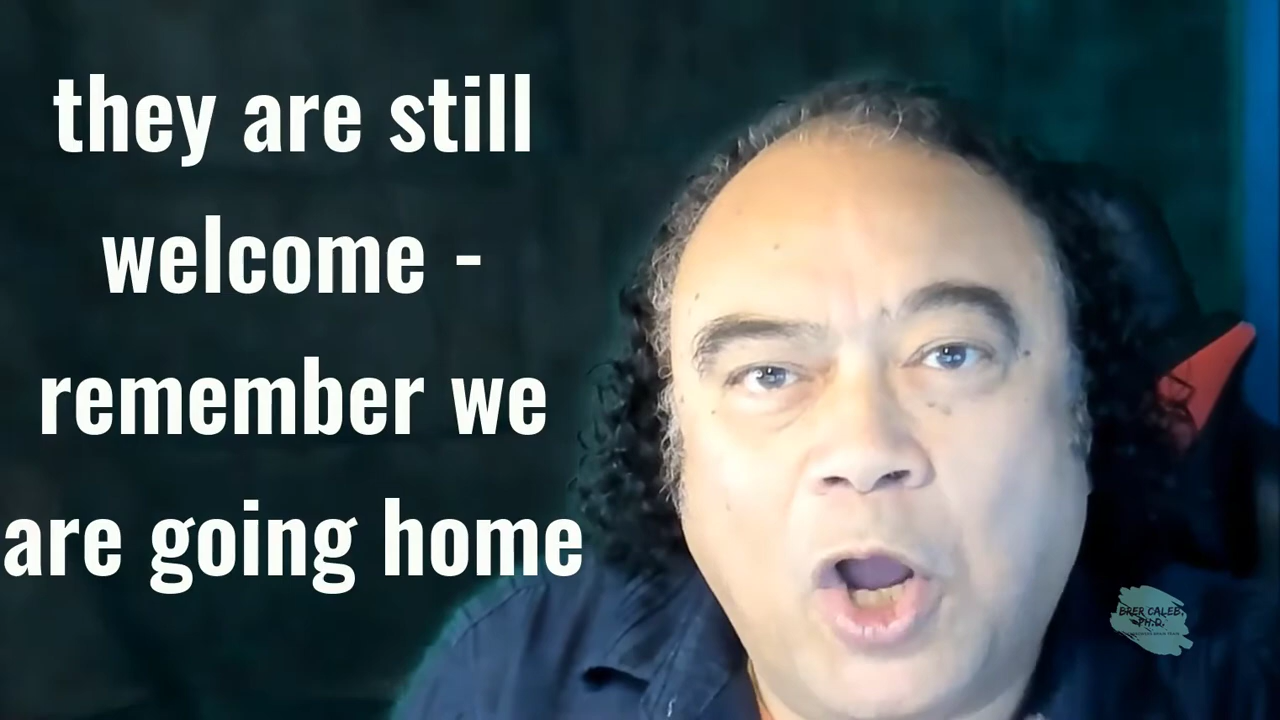 they are still
welcome -
remember we
are going home
BRER CALEB,
PH.D.